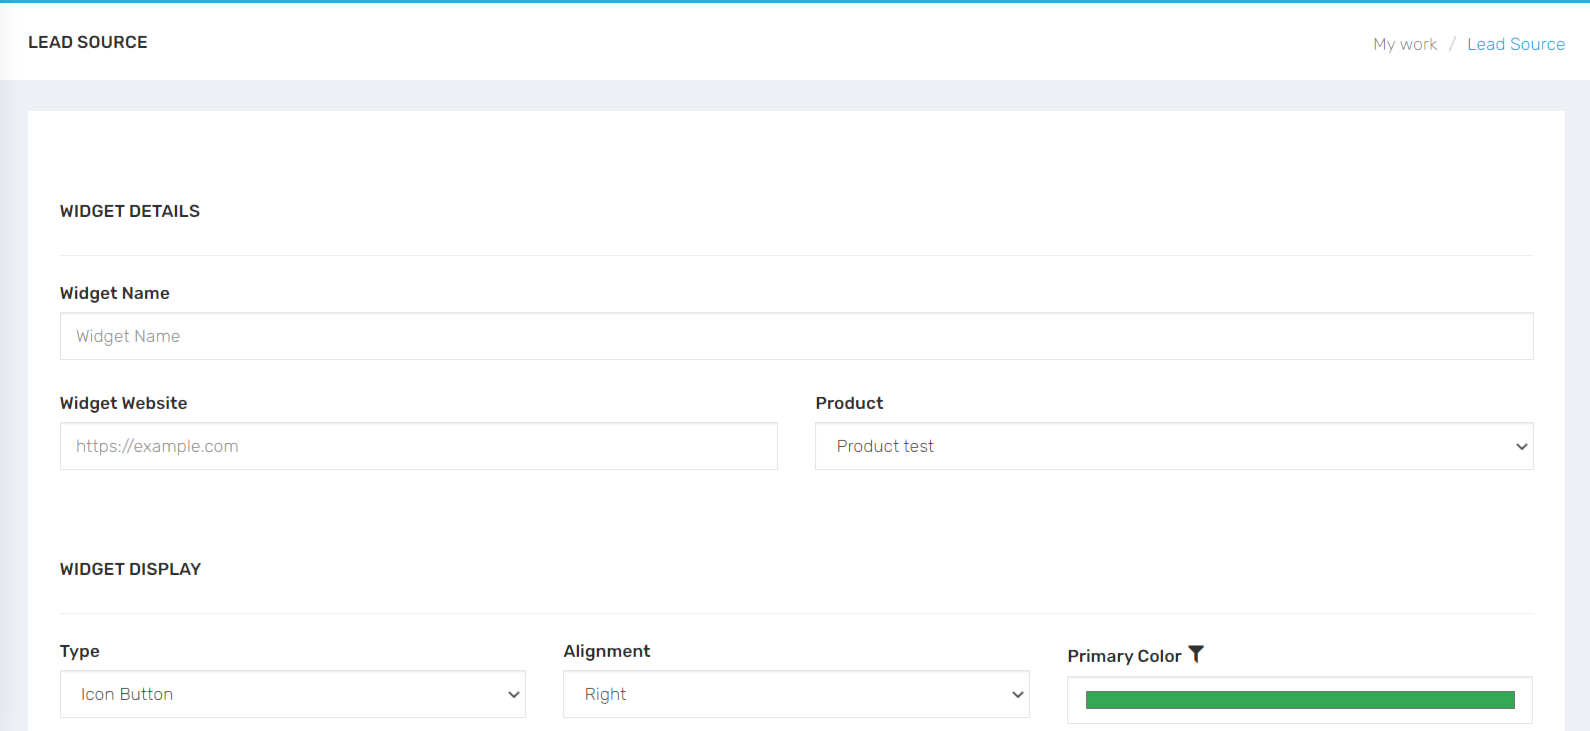 LEAD SOURCE
My work / Lead Source
WIDGET DETAILS
Widget Name
Widget Name
Widget Website
Product
https://example.com
Product test
WIDGET DISPLAY
Type
Alignment
Primary Color
Icon Button
Right